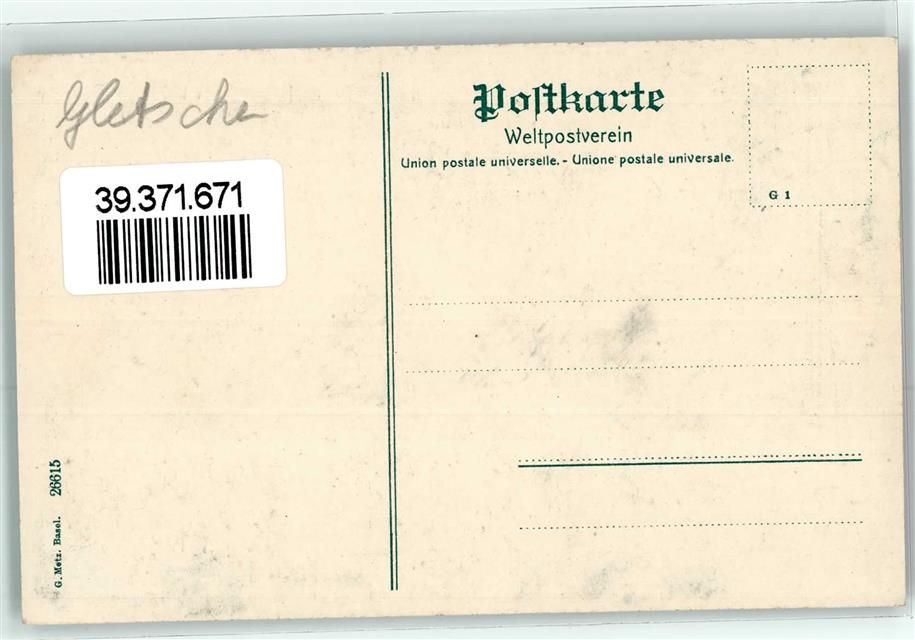 Gletscher
39.371.671
Postkarte
Weltpostverein
Union postale universelle. - Unione postale universale.
G 1
G. Metz. Basel. 26615